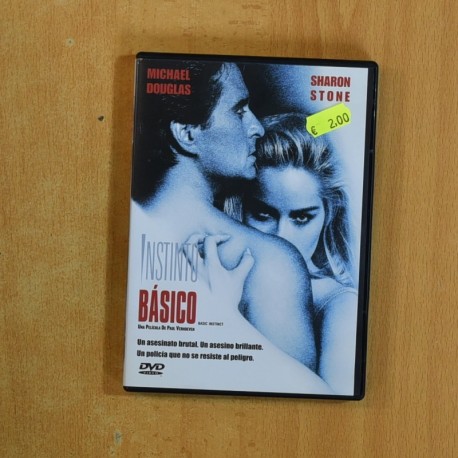 MICHAEL
DOUGLAS
SHARON
STONE
€ 2,00
INSTINTO
BÁSICO
BASIC INSTINCT
UNA PELÍCULA DE PAUL VERHOEVEN
Un asesinato brutal. Un asesino brillante.
Un policía que no se resiste al peligro.
DVD
VIDEO